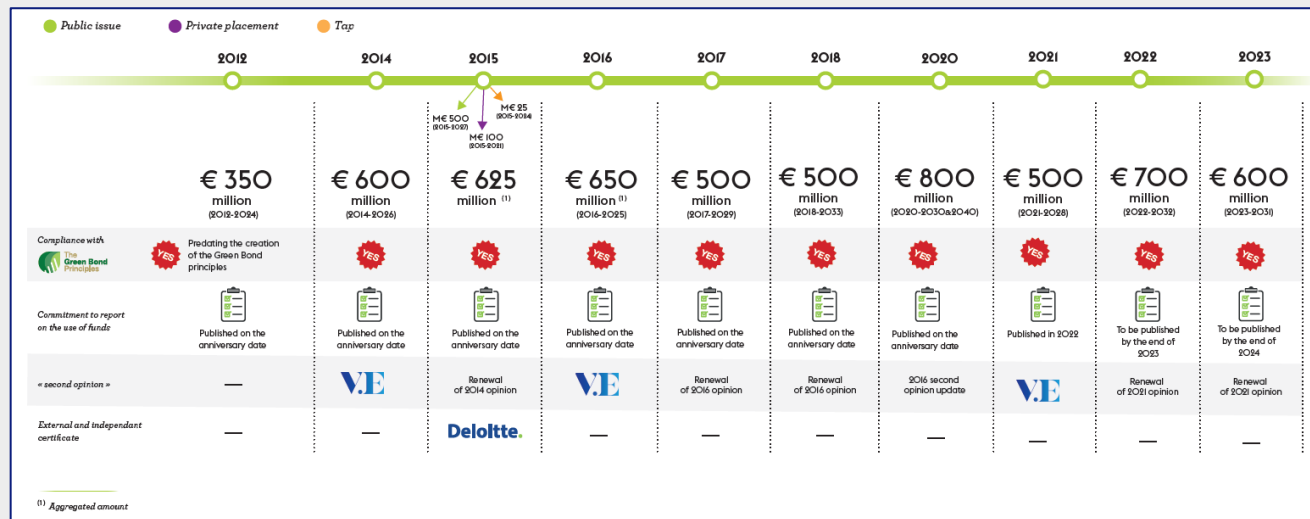 Public issue
Private placement
Tap
2012 2014 2015 2016 2017 2018 2020 2021 2022 2023
M€ 500
(2015-2027)
M€ 100
(2015-2021)
M€ 25
(2015-2024)
€ 350
million
(2012-2024)
€ 600
million
(2014-2026)
€ 625
million (1)
€ 650
million (1)
(2016-2025)
€ 500
million
(2017-2029)
€ 500
million
(2018-2033)
€ 800
million
(2020-2030a2040)
€ 500
million
(2021-2028)
€ 700
million
(2022-2032)
€ 600
million
(2023-2031)
Compliance with
The
Green Bond
Principles
YES
Predating the creation
of the Green Bond
principles
YES
YES
YES
YES
YES
YES
YES
YES
YES
Commitment to report
on the use of funds
Published on the
anniversary date
Published on the
anniversary date
Published on the
anniversary date
Published on the
anniversary date
Published on the
anniversary date
Published on the
anniversary date
Published on the
anniversary date
Published in 2022
To be published
by the end of
2023
To be published
by the end of
2024
« second opinion »
—
V.E
Renewal
of 2014 opinion
V.E
Renewal
of 2016 opinion
Renewal
of 2016 opinion
2016 second
opinion update
V.E
Renewal
of 2021 opinion
Renewal
of 2021 opinion
External and independant
certificate
—
—
Deloitte.
—
—
—
—
—
—
—
(1) Aggregated amount